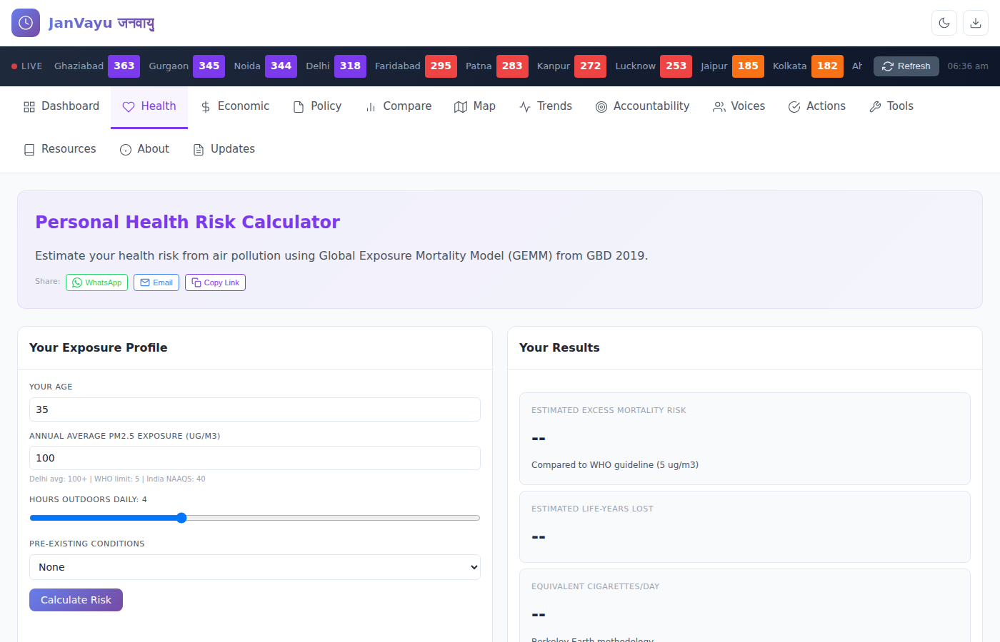 JanVayu जनवायु
LIVE Ghaziabad 363 Gurgaon 345 Noida 344 Delhi 318 Faridabad 295 Patna 283 Kanpur 272 Lucknow 253 Jaipur 185 Kolkata 182 Refresh 06:36 am
Dashboard Health Economic Policy Compare Map Trends Accountability Voices Actions Tools
Resources About Updates
Personal Health Risk Calculator
Estimate your health risk from air pollution using Global Exposure Mortality Model (GEMM) from GBD 2019.
Share: WhatsApp Email Copy Link
Your Exposure Profile
YOUR AGE
35
ANNUAL AVERAGE PM2.5 EXPOSURE (UG/M3)
100
Delhi avg: 100+ | WHO limit: 5 | India NAAQS: 40
HOURS OUTDOORS DAILY: 4
PRE-EXISTING CONDITIONS
None
Calculate Risk
Your Results
ESTIMATED EXCESS MORTALITY RISK
--
Compared to WHO guideline (5 ug/m3)
ESTIMATED LIFE-YEARS LOST
--
EQUIVALENT CIGARETTES/DAY
--
Berkeley Earth methodology